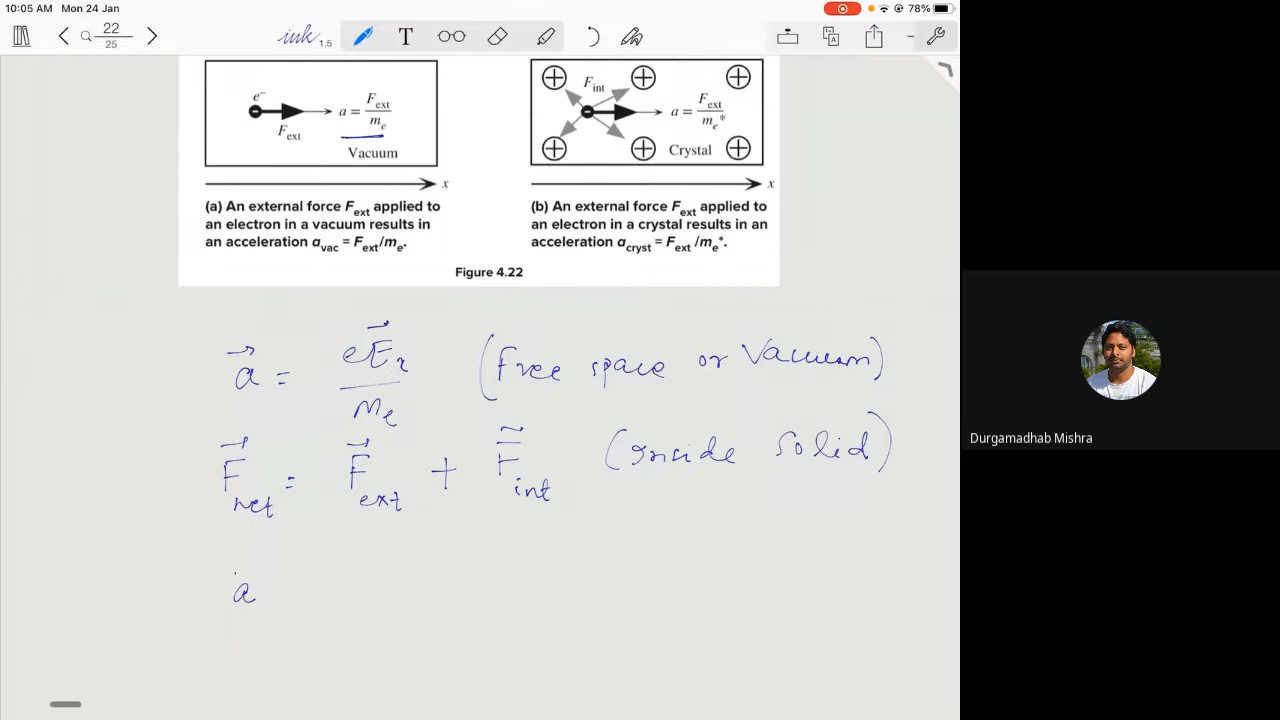 10:05 AM Mon 24 Jan
78%
22
25
ink 1.5
T
e⁻
F_ext
a = F_ext / m_e
Vacuum
x
F_int
a = F_ext / m_e*
Crystal
x
(a) An external force F_ext applied to
an electron in a vacuum results in
an acceleration a_vac = F_ext/m_e.
(b) An external force F_ext applied to
an electron in a crystal results in an
acceleration a_cryst = F_ext /m_e*.
Figure 4.22
a⃗ = eE⃗_x / m_e (Free space or Vacuum)
F⃗_net = F⃗_ext + F⃗_int (inside solid)
a
Durgamadhab Mishra